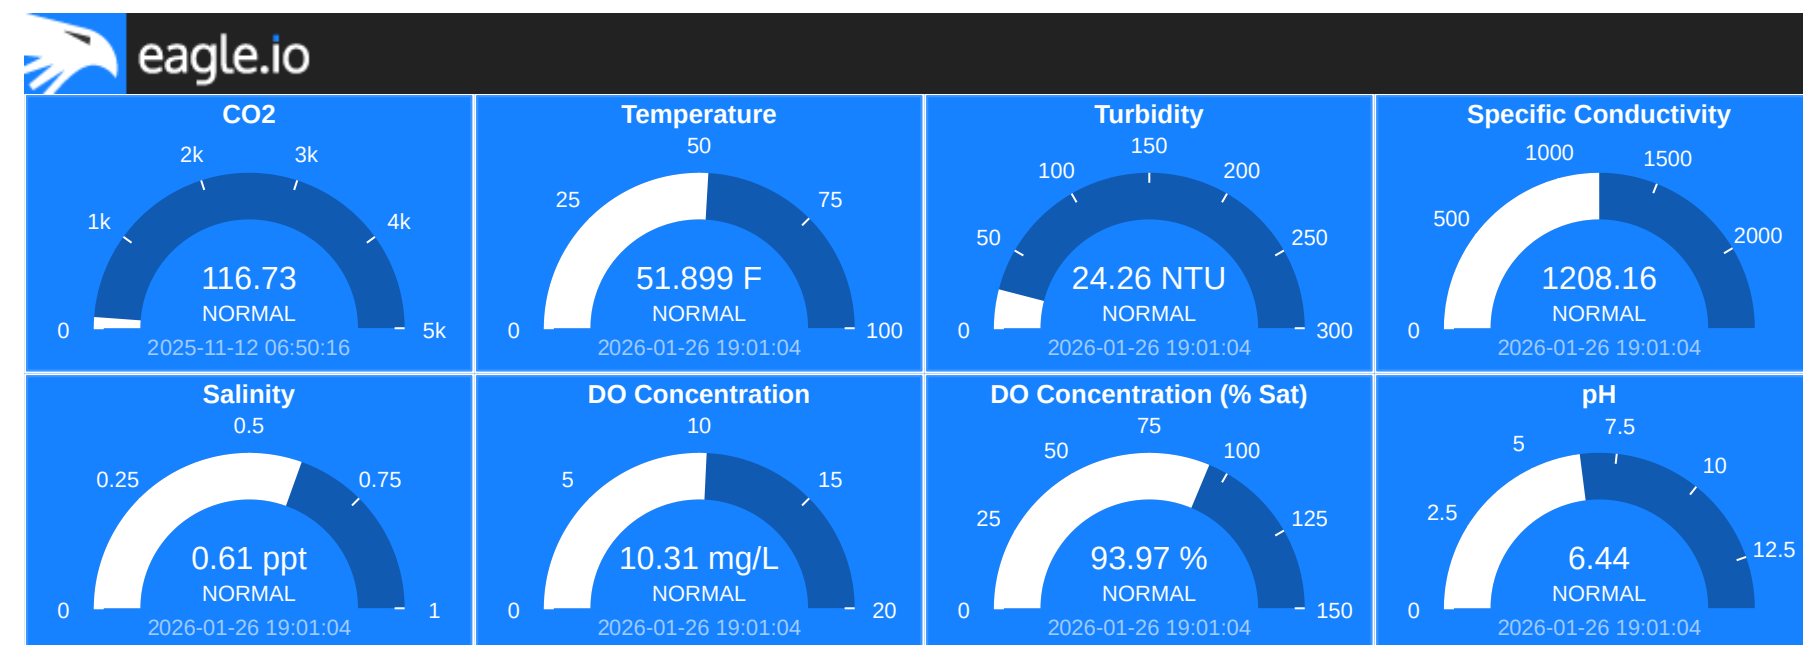 eagle.io
CO2
0
1k
2k
3k
4k
5k
116.73
NORMAL
2025-11-12 06:50:16
Temperature
0
25
50
75
100
51.899 F
NORMAL
2026-01-26 19:01:04
Turbidity
0
50
100
150
200
250
300
24.26 NTU
NORMAL
2026-01-26 19:01:04
Specific Conductivity
0
500
1000
1500
2000
1208.16
NORMAL
2026-01-26 19:01:04
Salinity
0
0.25
0.5
0.75
1
0.61 ppt
NORMAL
2026-01-26 19:01:04
DO Concentration
0
5
10
15
20
10.31 mg/L
NORMAL
2026-01-26 19:01:04
DO Concentration (% Sat)
0
25
50
75
100
125
150
93.97 %
NORMAL
2026-01-26 19:01:04
pH
0
2.5
5
7.5
10
12.5
6.44
NORMAL
2026-01-26 19:01:04